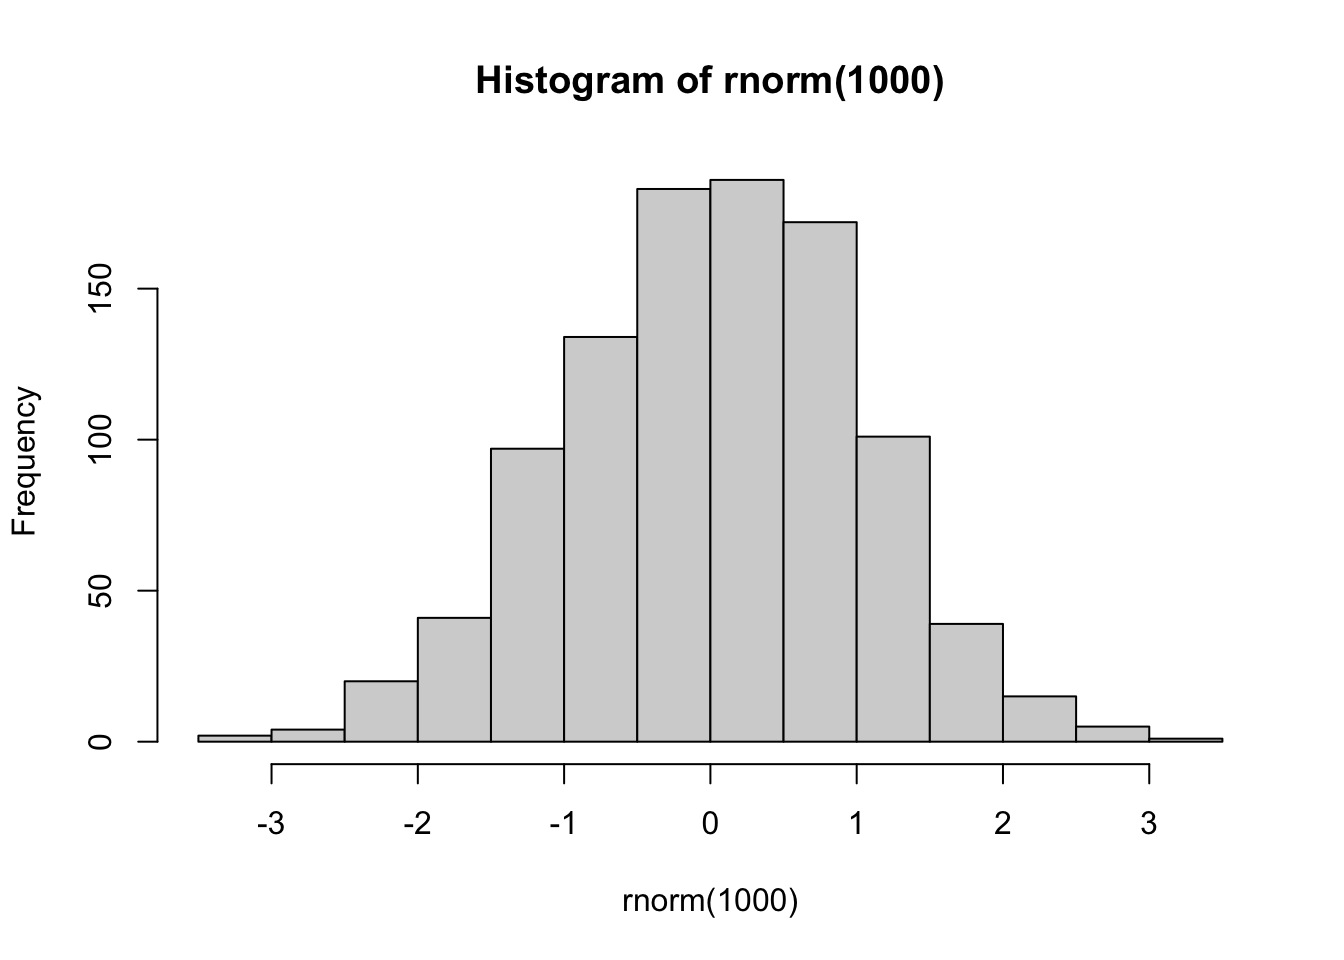 Histogram of rnorm(1000)
Frequency
150
100
50
0
-3 -2 -1 0 1 2 3
rnorm(1000)